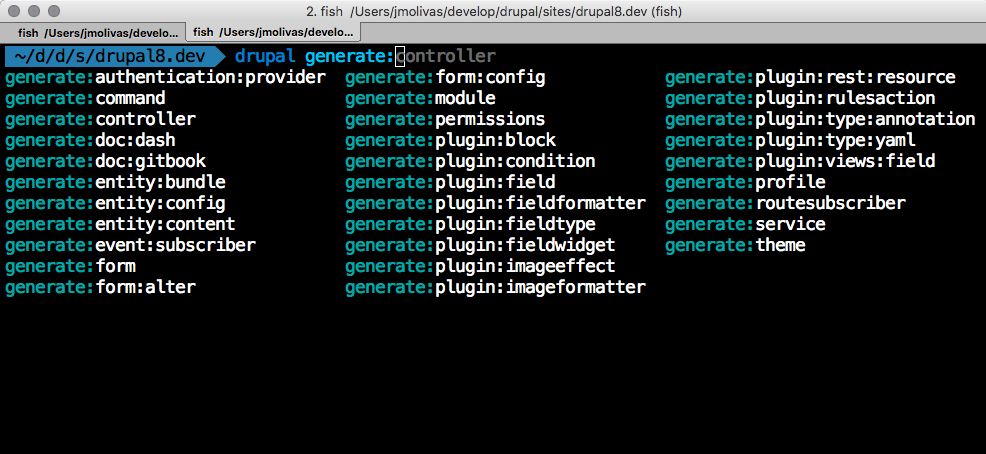 2. fish /Users/jmolivas/develop/drupal/sites/drupal8.dev (fish)
fish /Users/jmolivas/develo... fish /Users/jmolivas/develo...
~/d/d/s/drupal8.dev drupal generate:controller
generate:authentication:provider generate:form:config generate:plugin:rest:resource
generate:command generate:module generate:plugin:rulesaction
generate:controller generate:permissions generate:plugin:type:annotation
generate:doc:dash generate:plugin:block generate:plugin:type:yaml
generate:doc:gitbook generate:plugin:condition generate:plugin:views:field
generate:entity:bundle generate:plugin:field generate:profile
generate:entity:config generate:plugin:fieldformatter generate:routesubscriber
generate:entity:content generate:plugin:fieldtype generate:service
generate:event:subscriber generate:plugin:fieldwidget generate:theme
generate:form generate:plugin:imageeffect
generate:form:alter generate:plugin:imageformatter